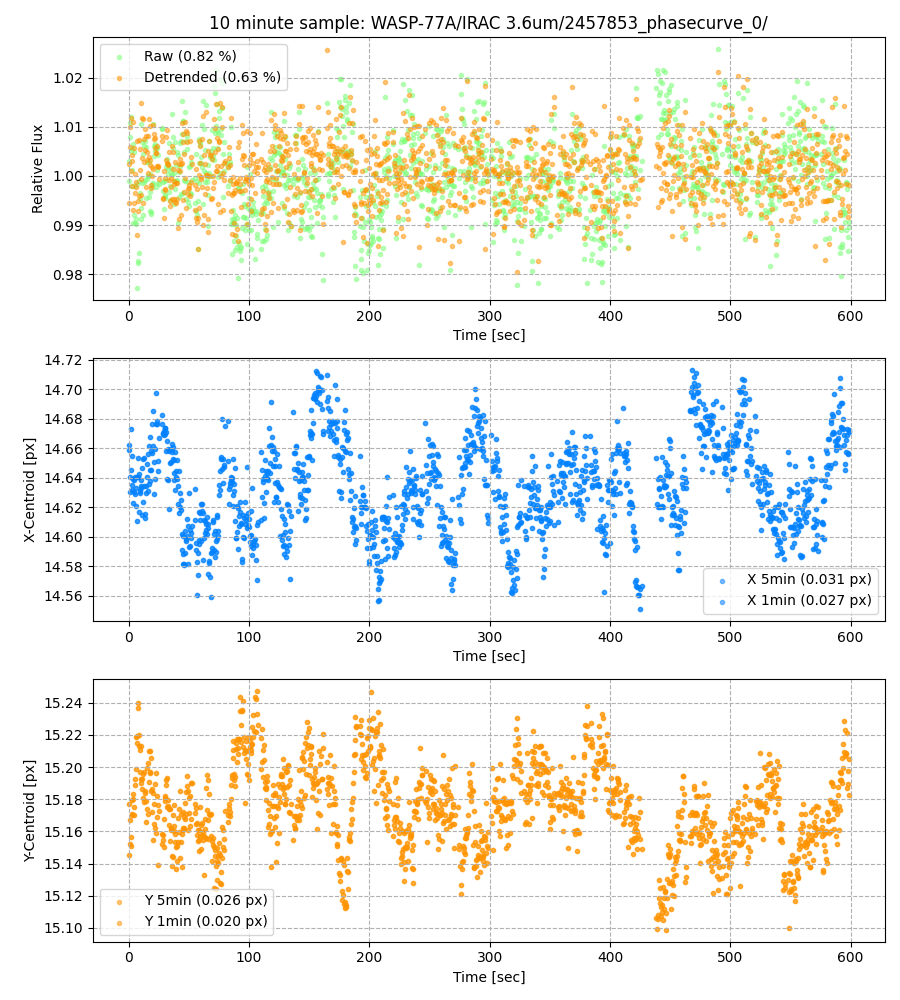 10 minute sample: WASP-77A/IRAC 3.6um/2457853_phasecurve_0/
Raw (0.82 %)
Detrended (0.63 %)
Relative Flux
1.02
1.01
1.00
0.99
0.98
0 100 200 300 400 500 600
Time [sec]
X-Centroid [px]
14.72
14.70
14.68
14.66
14.64
14.62
14.60
14.58
14.56
X 5min (0.031 px)
X 1min (0.027 px)
0 100 200 300 400 500 600
Time [sec]
Y-Centroid [px]
15.24
15.22
15.20
15.18
15.16
15.14
15.12
15.10
Y 5min (0.026 px)
Y 1min (0.020 px)
0 100 200 300 400 500 600
Time [sec]